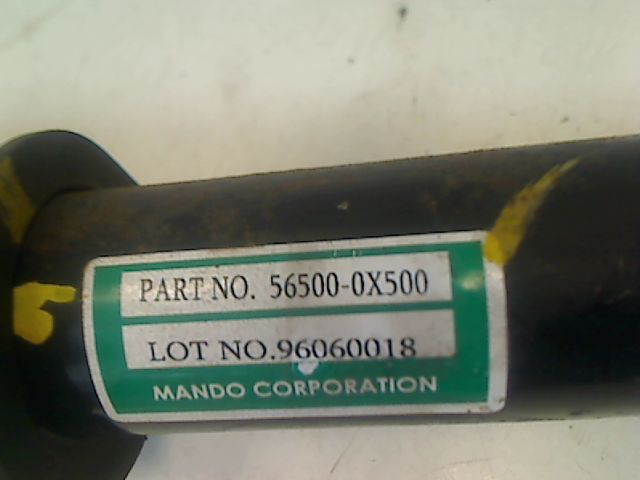 PART NO. 56500-0X500
LOT NO.96060018
MANDO CORPORATION